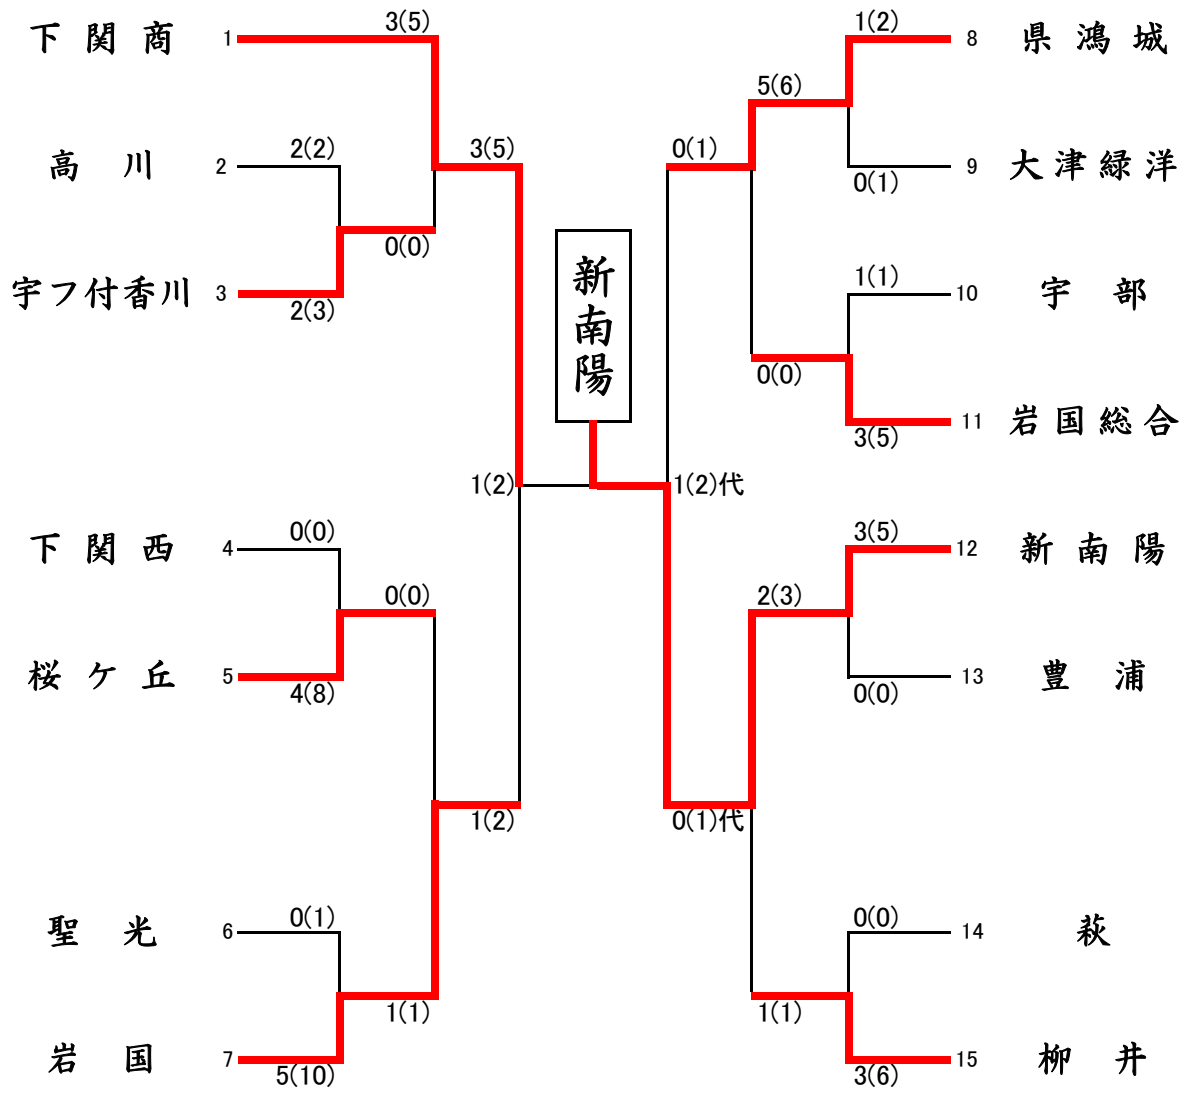 3(5)
1(2)
下関商 1
8 県鴻城
5(6)
2(2)
3(5)
0(1)
高川 2
9 大津緑洋
0(1)
0(0)
新南陽
1(1)
宇フ付香川 3
10 宇部
2(3)
0(0)
11 岩国総合
3(5)
1(2)
1(2)代
0(0)
3(5)
下関西 4
12 新南陽
0(0)
2(3)
桜ケ丘 5
13 豊浦
4(8)
0(0)
1(2)
0(1)代
0(1)
0(0)
聖光 6
14 萩
1(1)
1(1)
岩国 7
15 柳井
5(10)
3(6)